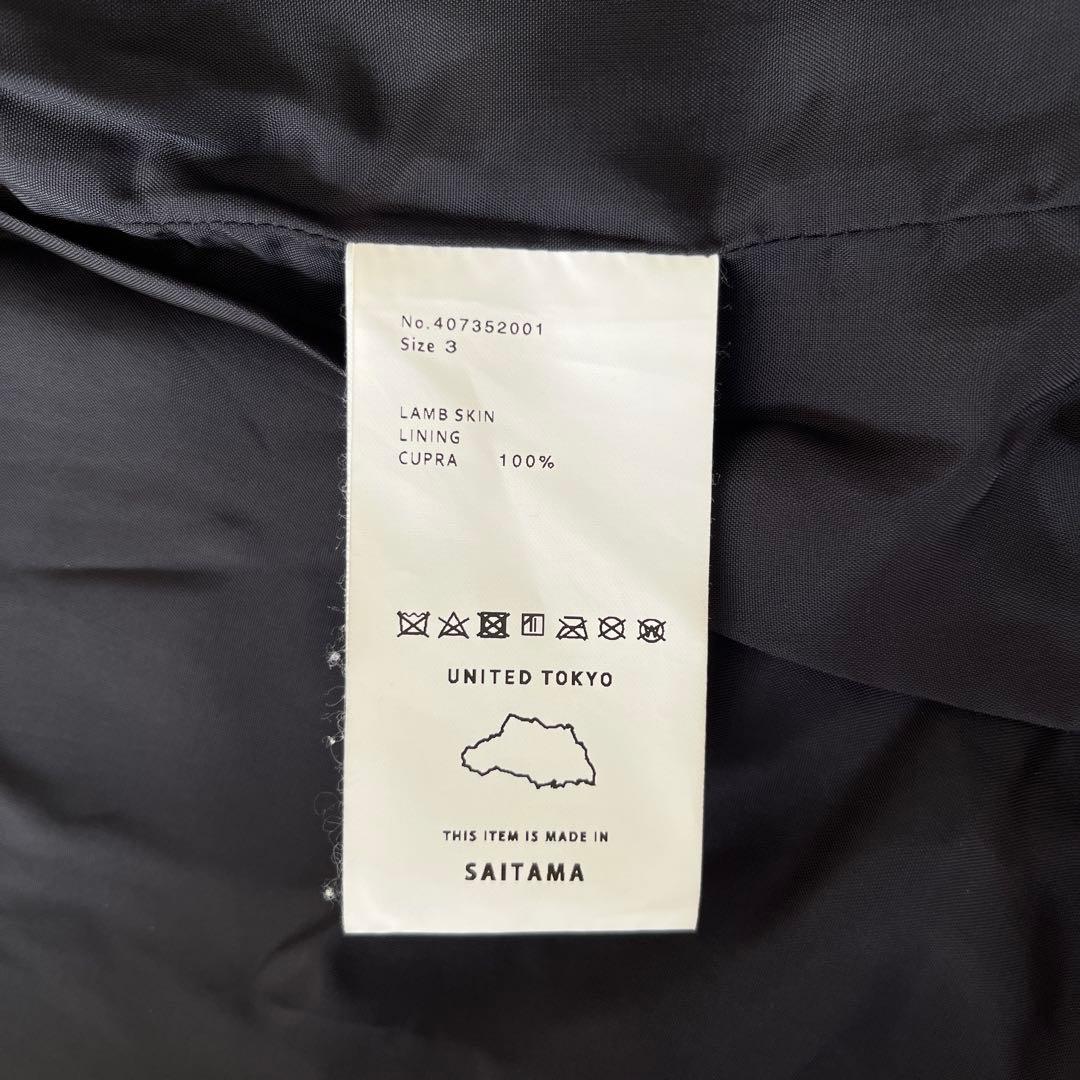 No.407352001
Size 3
LAMB SKIN
LINING
CUPRA 100%
UNITED TOKYO
THIS ITEM IS MADE IN
SAITAMA